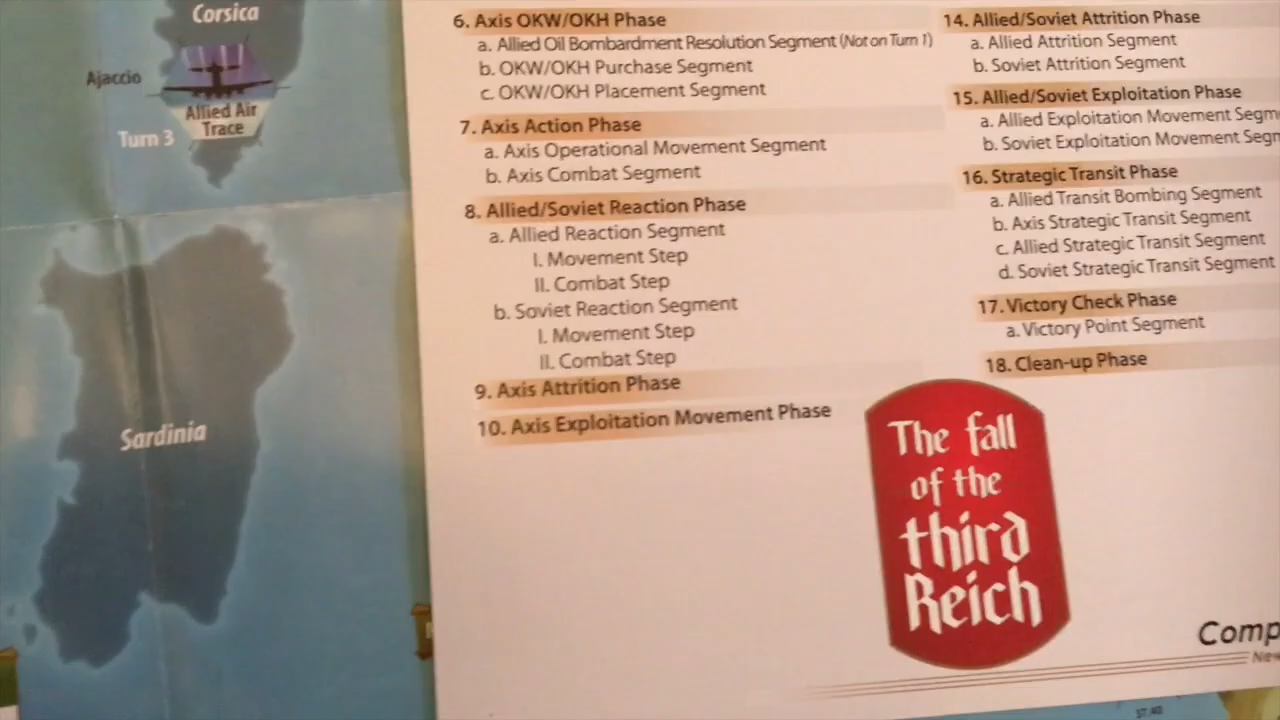 Corsica
Ajaccio
Allied Air
Trace
Turn 3
Sardinia
6. Axis OKW/OKH Phase
a. Allied Oil Bombardment Resolution Segment (Not on Turn 1)
b. OKW/OKH Purchase Segment
c. OKW/OKH Placement Segment
7. Axis Action Phase
a. Axis Operational Movement Segment
b. Axis Combat Segment
8. Allied/Soviet Reaction Phase
a. Allied Reaction Segment
I. Movement Step
II. Combat Step
b. Soviet Reaction Segment
I. Movement Step
II. Combat Step
9. Axis Attrition Phase
10. Axis Exploitation Movement Phase
14. Allied/Soviet Attrition Phase
a. Allied Attrition Segment
b. Soviet Attrition Segment
15. Allied/Soviet Exploitation Phase
a. Allied Exploitation Movement Segm
b. Soviet Exploitation Movement Segn
16. Strategic Transit Phase
a. Allied Transit Bombing Segment
b. Axis Strategic Transit Segment
c. Allied Strategic Transit Segment
d. Soviet Strategic Transit Segment
17. Victory Check Phase
a. Victory Point Segment
18. Clean-up Phase
The fall
of the
third
Reich
Comp
New